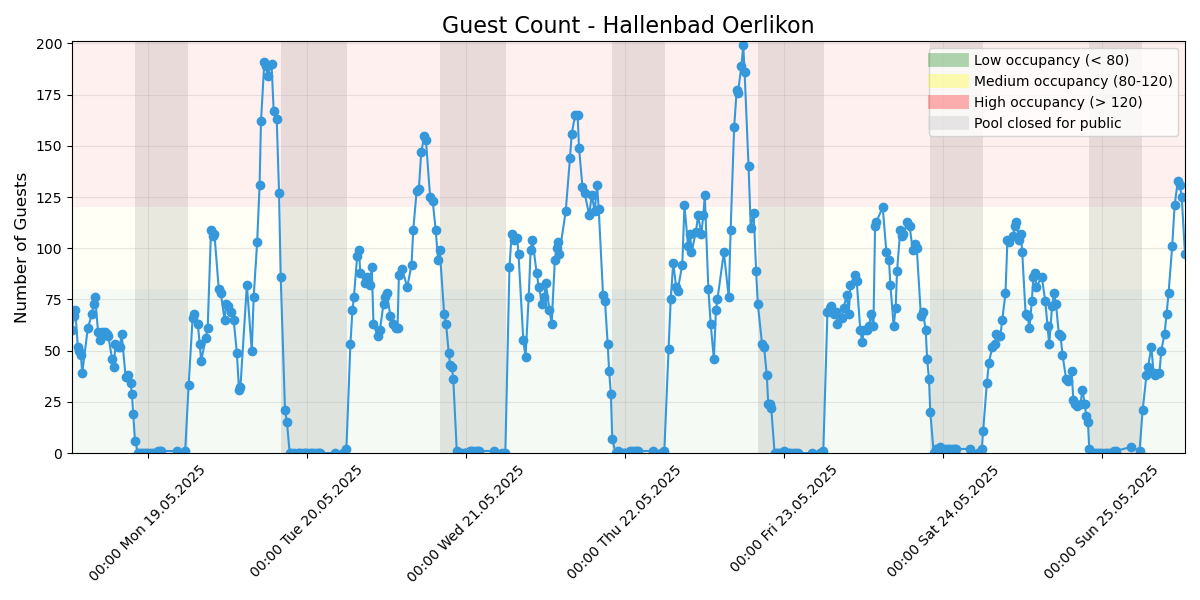 Guest Count - Hallenbad Oerlikon
Number of Guests
200
175
150
125
100
75
50
25
0
Low occupancy (< 80)
Medium occupancy (80-120)
High occupancy (> 120)
Pool closed for public
00:00 Mon 19.05.2025
00:00 Tue 20.05.2025
00:00 Wed 21.05.2025
00:00 Thu 22.05.2025
00:00 Fri 23.05.2025
00:00 Sat 24.05.2025
00:00 Sun 25.05.2025